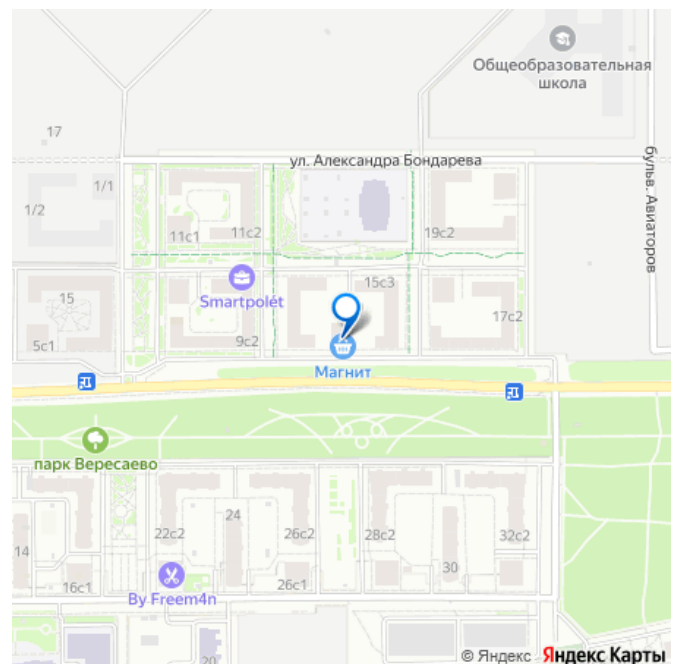 Общеобразовательная
школа
17
ул. Александра Бондарева
бульв. Авиаторов
1/1
1/2
11с1
11с2
19с2
15с3
Smartpolét
15
17с2
5с1
9с2
Магнит
парк Вересаево
24
22с2
26с2
28с2
32с2
14
30
16с1
26с1
By Freem4n
20
© Яндекс Яндекс Карты